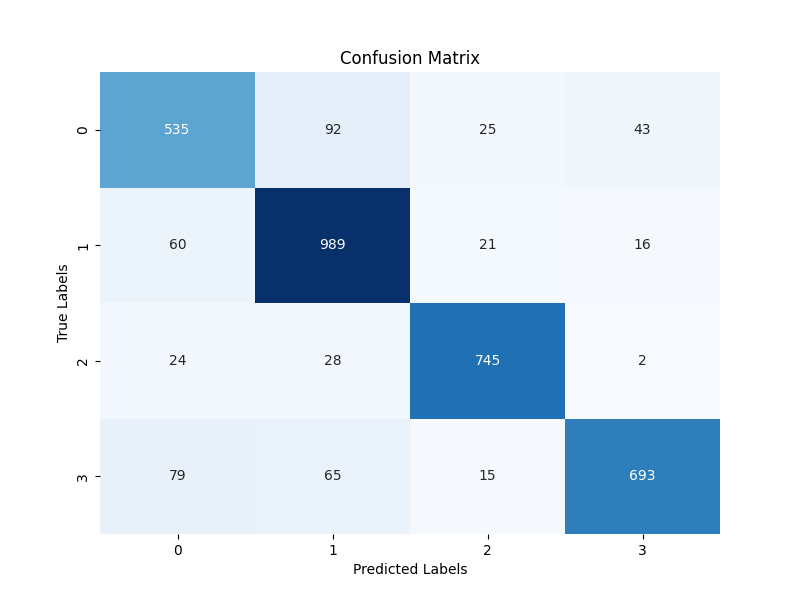 Confusion Matrix
True Labels
0 535 92 25 43
1 60 989 21 16
2 24 28 745 2
3 79 65 15 693
0 1 2 3
Predicted Labels